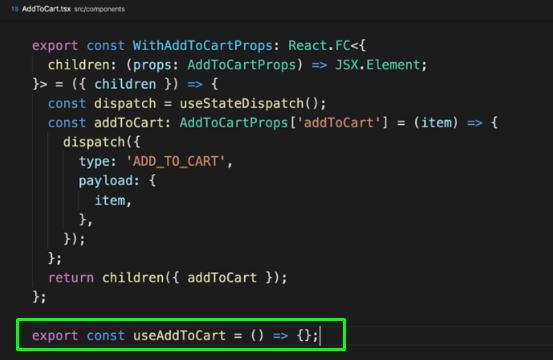 TS AddToCart.tsx src/components
export const WithAddToCartProps: React.FC<{
  children: (props: AddToCartProps) => JSX.Element;
}> = ({ children }) => {
  const dispatch = useStateDispatch();
  const addToCart: AddToCartProps['addToCart'] = (item) => {
    dispatch({
      type: 'ADD_TO_CART',
      payload: {
        item,
      },
    });
  };
  return children({ addToCart });
};
export const useAddToCart = () => {};